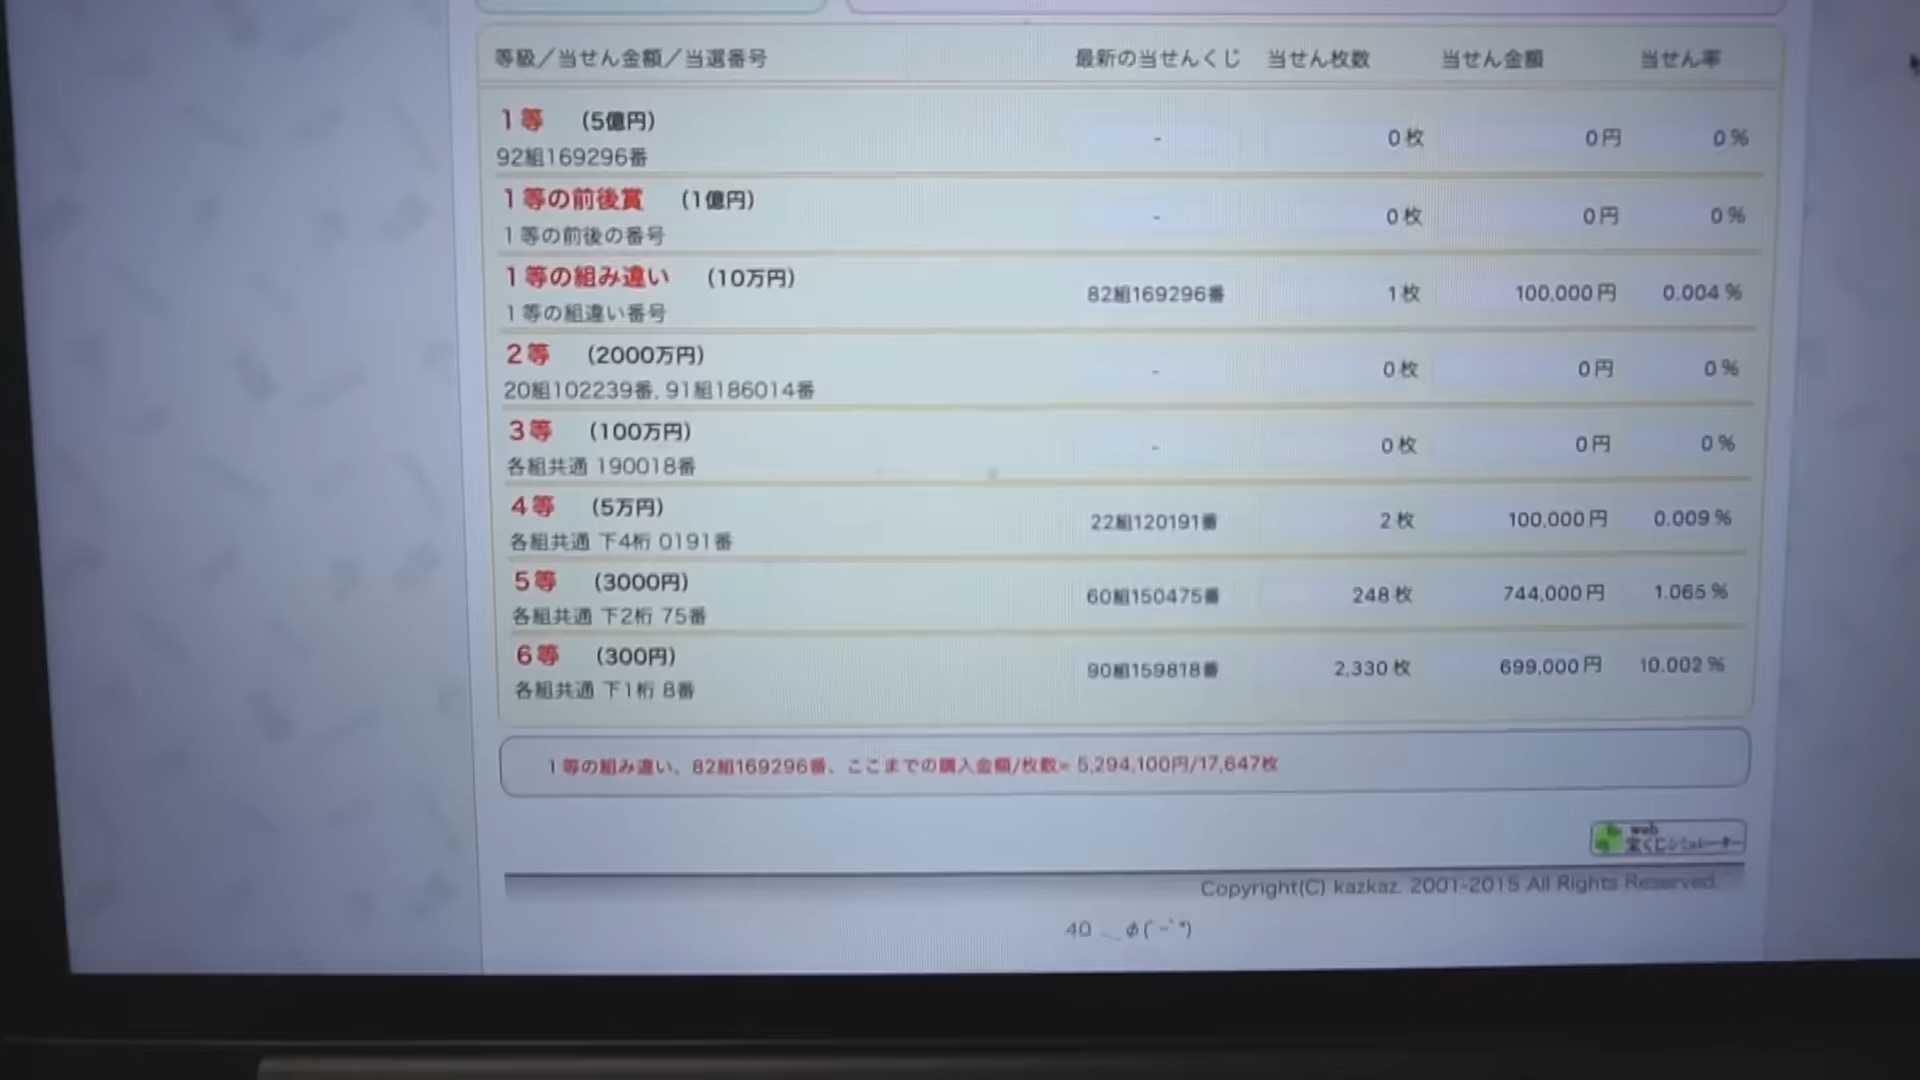 等級／当せん金額／当選番号 最新の当せんくじ 当せん枚数 当せん金額 当せん率
1等 (5億円)
92組169296番 - 0枚 0円 0%
1等の前後賞 (1億円)
1等の前後の番号 - 0枚 0円 0%
1等の組み違い (10万円)
1等の組違い番号 82組169296番 1枚 100,000円 0.004%
2等 (2000万円)
20組102239番, 91組186014番 - 0枚 0円 0%
3等 (100万円)
各組共通 190018番 - 0枚 0円 0%
4等 (5万円)
各組共通 下4桁 0191番 22組120191番 2枚 100,000円 0.009%
5等 (3000円)
各組共通 下2桁 75番 60組150475番 248枚 744,000円 1.065%
6等 (300円)
各組共通 下1桁 8番 90組159818番 2,330枚 699,000円 10.002%
1等の組み違い、82組169296番、ここまでの購入金額/枚数= 5,294,100円/17,647枚
web
宝くじシミュレーター
Copyright(C) kazkaz. 2001-2015 All Rights Reserved.
40